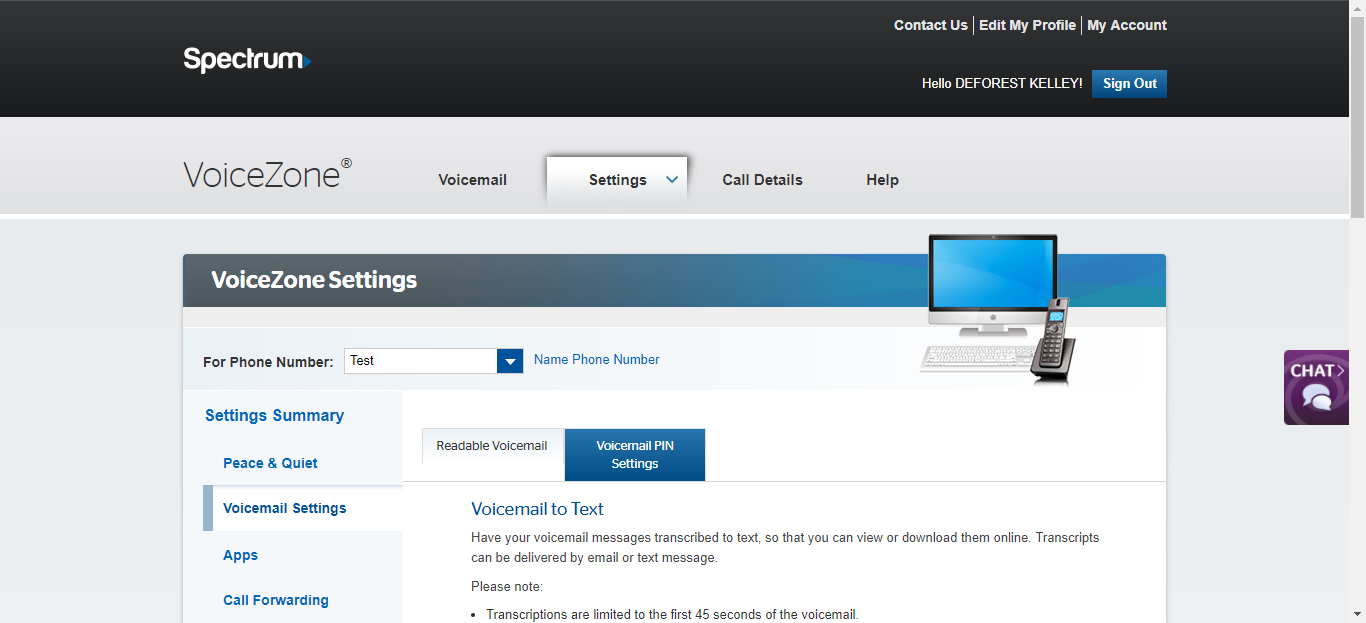 Contact Us | Edit My Profile | My Account
Spectrum
Hello DEFOREST KELLEY! Sign Out
VoiceZone®
Voicemail Settings Call Details Help
VoiceZone Settings
For Phone Number: Test Name Phone Number
CHAT
Settings Summary
Peace & Quiet
Voicemail Settings
Apps
Call Forwarding
Readable Voicemail
Voicemail PIN
Settings
Voicemail to Text
Have your voicemail messages transcribed to text, so that you can view or download them online. Transcripts
can be delivered by email or text message.
Please note:
• Transcriptions are limited to the first 45 seconds of the voicemail.